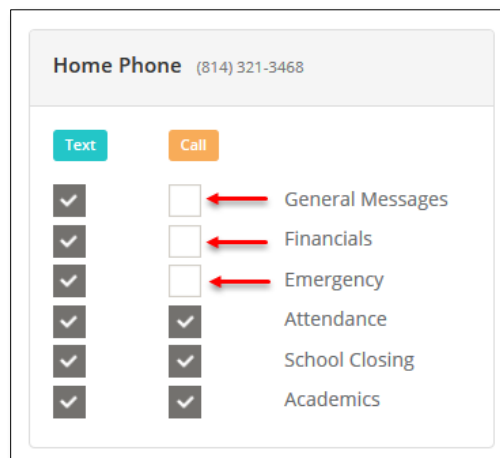 Home Phone (814) 321-3468
Text Call
General Messages
Financials
Emergency
Attendance
School Closing
Academics